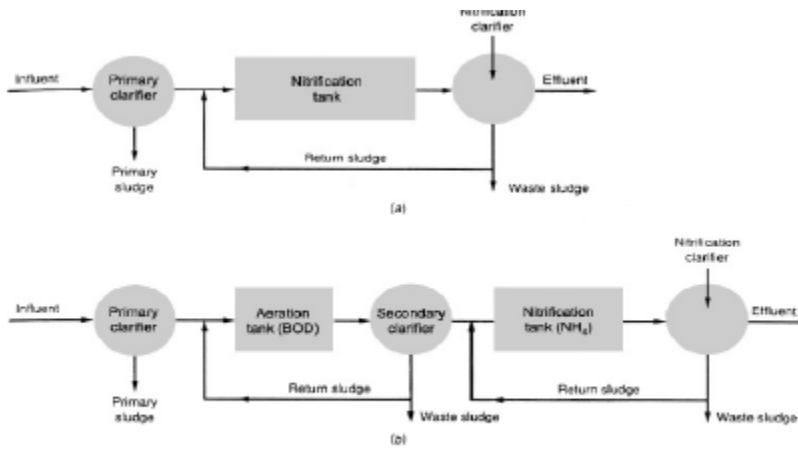 Nitrification
clarifier
Influent
Primary
clarifier
Nitrification
tank
Effluent
Return sludge
Primary
sludge
Waste sludge
(a)
Nitrification
clarifier
Influent
Primary
clarifier
Aeration
tank (BOD)
Secondary
clarifier
Nitrification
tank (NH₄)
Effluent
Return sludge
Return sludge
Primary
sludge
Waste sludge
Waste sludge
(b)